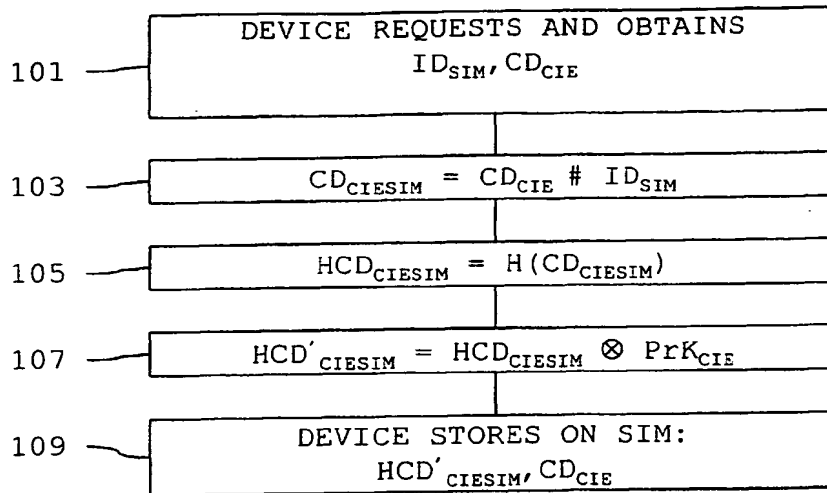 DEVICE REQUESTS AND OBTAINS
101 ID_SIM, CD_CIE
103 CD_CIESIM = CD_CIE # ID_SIM
105 HCD_CIESIM = H(CD_CIESIM)
107 HCD'_CIESIM = HCD_CIESIM ⊗ PrK_CIE
109 DEVICE STORES ON SIM:
HCD'_CIESIM, CD_CIE